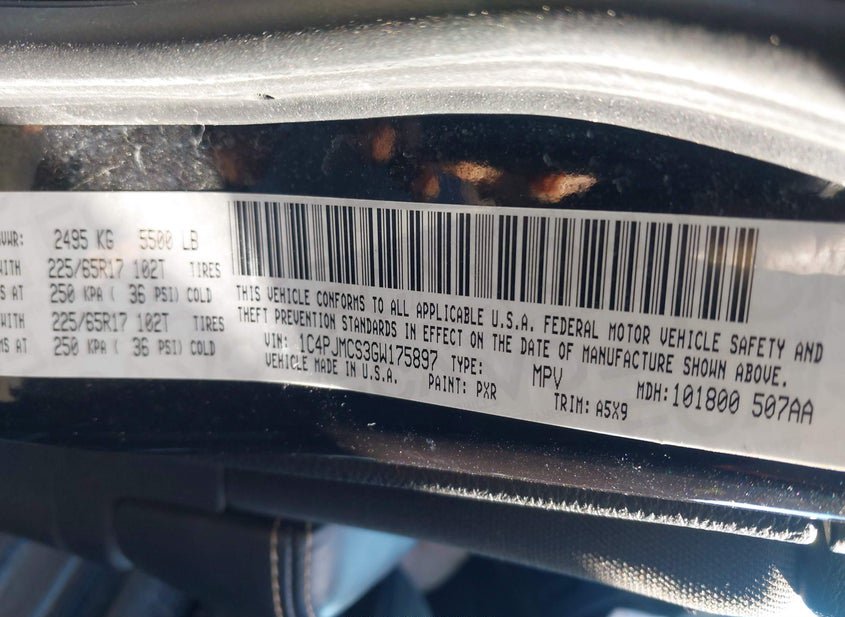 VWR: 2495 KG 5500 LB
WITH 225/65R17 102T TIRES
S AT 250 KPA ( 36 PSI) COLD
WITH 225/65R17 102T TIRES
MS AT 250 KPA ( 36 PSI) COLD
THIS VEHICLE CONFORMS TO ALL APPLICABLE U.S.A. FEDERAL MOTOR VEHICLE SAFETY AND
THEFT PREVENTION STANDARDS IN EFFECT ON THE DATE OF MANUFACTURE SHOWN ABOVE.
VIN: 1C4PJMCS3GW175897 TYPE: MPV MDH: 101800 507AA
VEHICLE MADE IN U.S.A. PAINT: PXR TRIM: A5X9